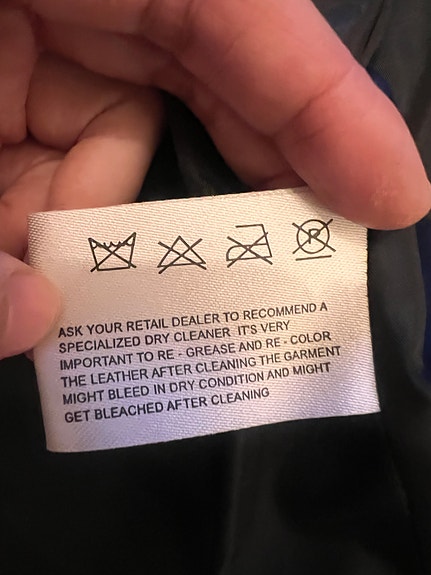 P
ASK YOUR RETAIL DEALER TO RECOMMEND A
SPECIALIZED DRY CLEANER IT'S VERY
IMPORTANT TO RE - GREASE AND RE - COLOR
THE LEATHER AFTER CLEANING THE GARMENT
MIGHT BLEED IN DRY CONDITION AND MIGHT
GET BLEACHED AFTER CLEANING